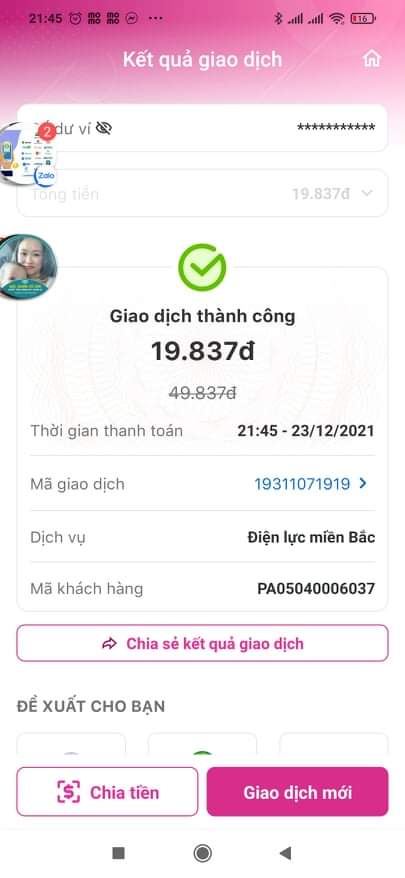 21:45
16
Kết quả giao dịch
dư ví
***********
2
Zalo
Tổng tiền
19.837đ
Giao dịch thành công
19.837đ
49.837đ
Thời gian thanh toán
21:45 - 23/12/2021
Mã giao dịch
19311071919
Dịch vụ
Điện lực miền Bắc
Mã khách hàng
PA05040006037
Chia sẻ kết quả giao dịch
ĐỀ XUẤT CHO BẠN
Chia tiền
Giao dịch mới